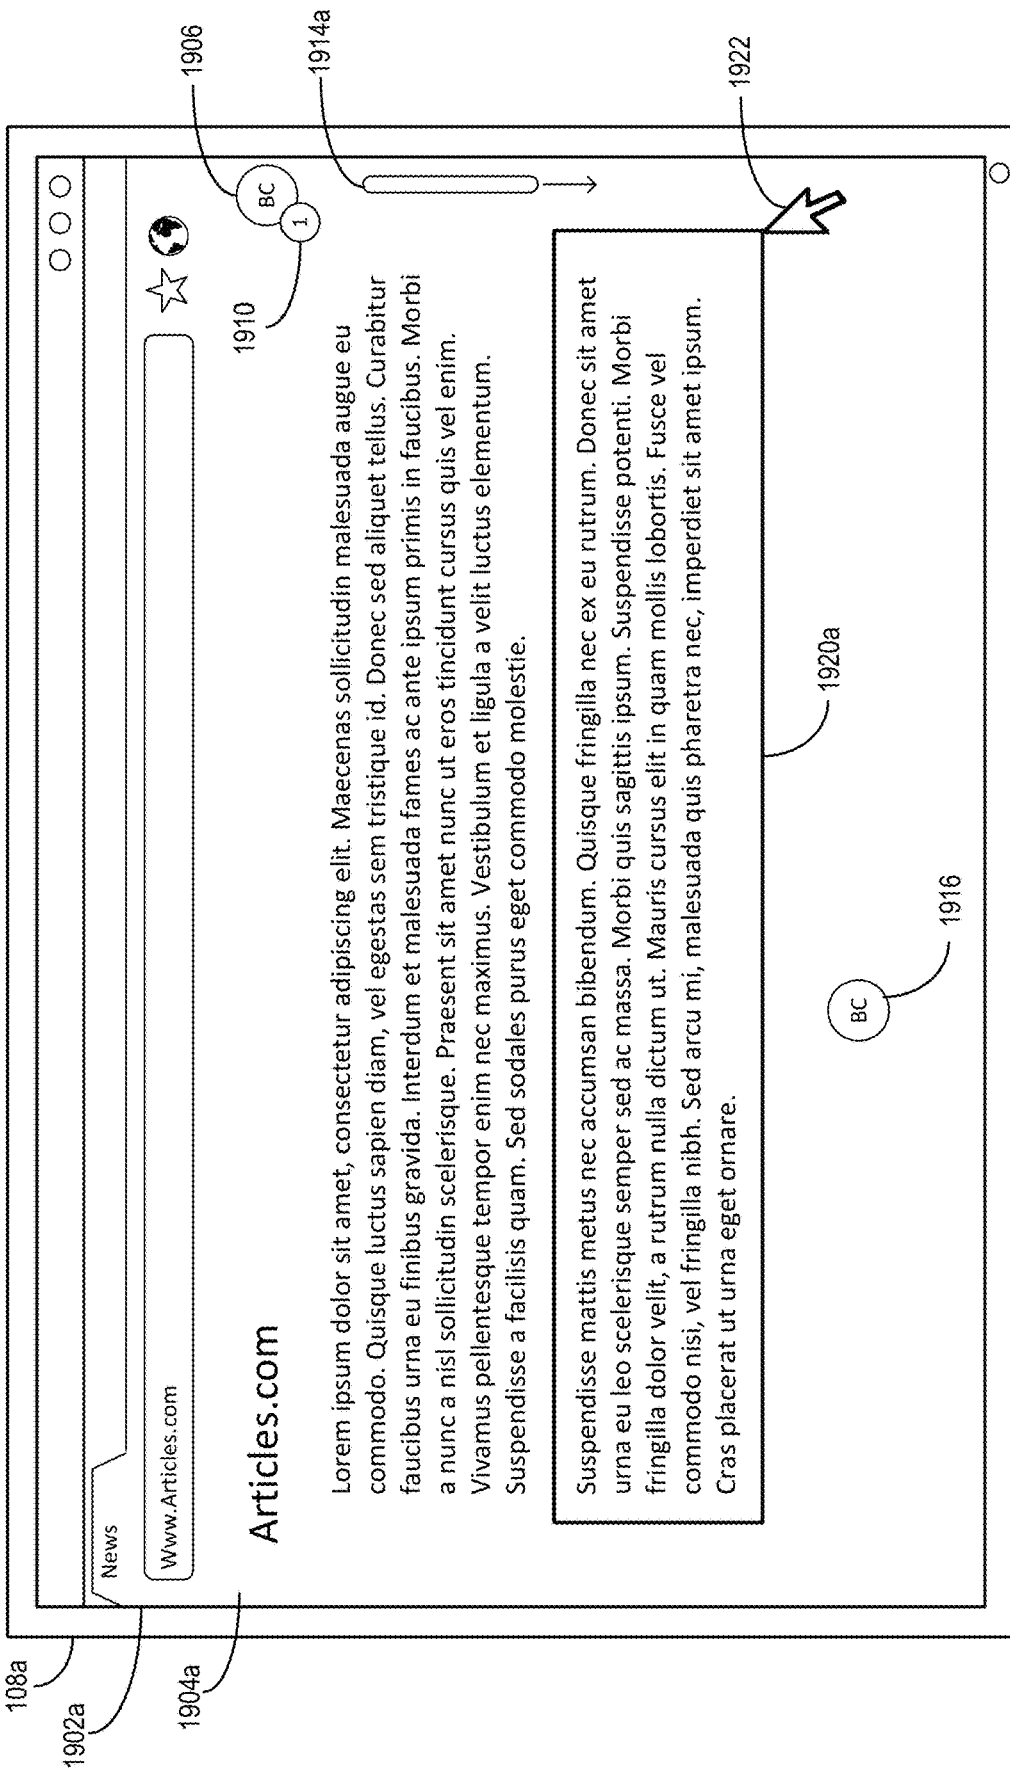 108a
1902a
1904a
News
Www.Articles.com
Articles.com
BC
1
1906
1910
1914a
Lorem ipsum dolor sit amet, consectetur adipiscing elit. Maecenas sollicitudin malesuada augue eu
commodo. Quisque luctus sapien diam, vel egestas sem tristique id. Donec sed aliquet tellus. Curabitur
faucibus urna eu finibus gravida. Interdum et malesuada fames ac ante ipsum primis in faucibus. Morbi
a nunc a nisl sollicitudin scelerisque. Praesent sit amet nunc ut eros tincidunt cursus quis vel enim.
Vivamus pellentesque tempor enim nec maximus. Vestibulum et ligula a velit luctus elementum.
Suspendisse a facilisis quam. Sed sodales purus eget commodo molestie.
Suspendisse mattis metus nec accumsan bibendum. Quisque fringilla nec ex eu rutrum. Donec sit amet
urna eu leo scelerisque semper sed ac massa. Morbi quis sagittis ipsum. Suspendisse potenti. Morbi
fringilla dolor velit, a rutrum nulla dictum ut. Mauris cursus elit in quam mollis lobortis. Fusce vel
commodo nisi, vel fringilla nibh. Sed arcu mi, malesuada quis pharetra nec, imperdiet sit amet ipsum.
Cras placerat ut urna eget ornare.
1922
1920a
BC
1916